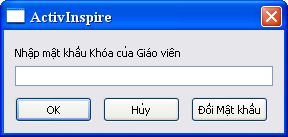 ActivInspire
Nhập mật khẩu Khóa của Giáo viên
OK
Hủy
Đổi Mật khẩu